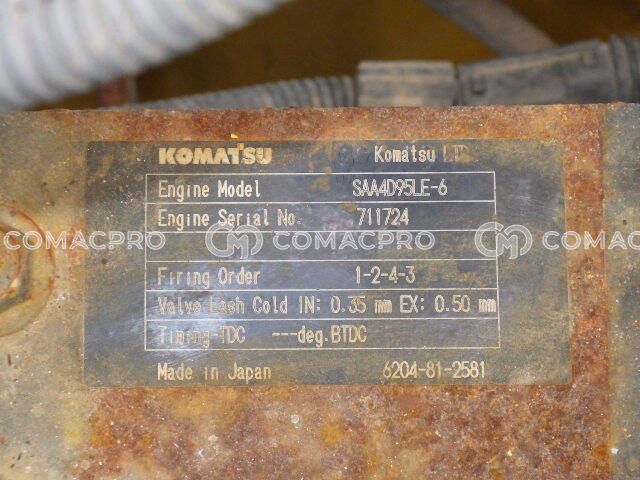 KOMATSU Komatsu LTD
Engine Model SAA4D95LE-6
Engine Serial No. 711724
COMACPRO COMACPRO
Firing Order 1-2-4-3
Valve Lash Cold IN: 0.35 mm EX: 0.50 mm
Timing-TDC ---deg.BTDC
Made in Japan 6204-81-2581